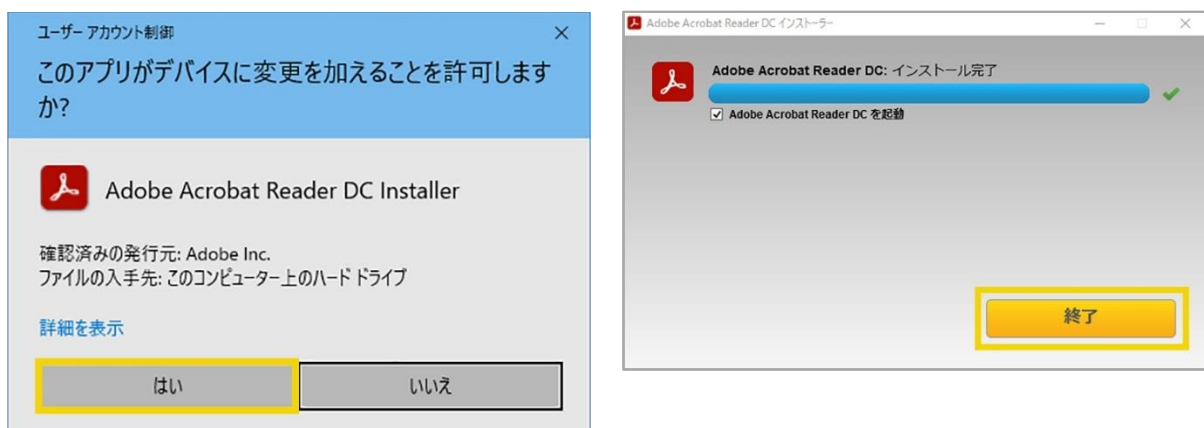 ユーザー アカウント制御
このアプリがデバイスに変更を加えることを許可します
か?
Adobe Acrobat Reader DC Installer
確認済みの発行元: Adobe Inc.
ファイルの入手先: このコンピューター上のハード ドライブ
詳細を表示
はい
いいえ
Adobe Acrobat Reader DC インストーラー
Adobe Acrobat Reader DC: インストール完了
Adobe Acrobat Reader DC を起動
終了